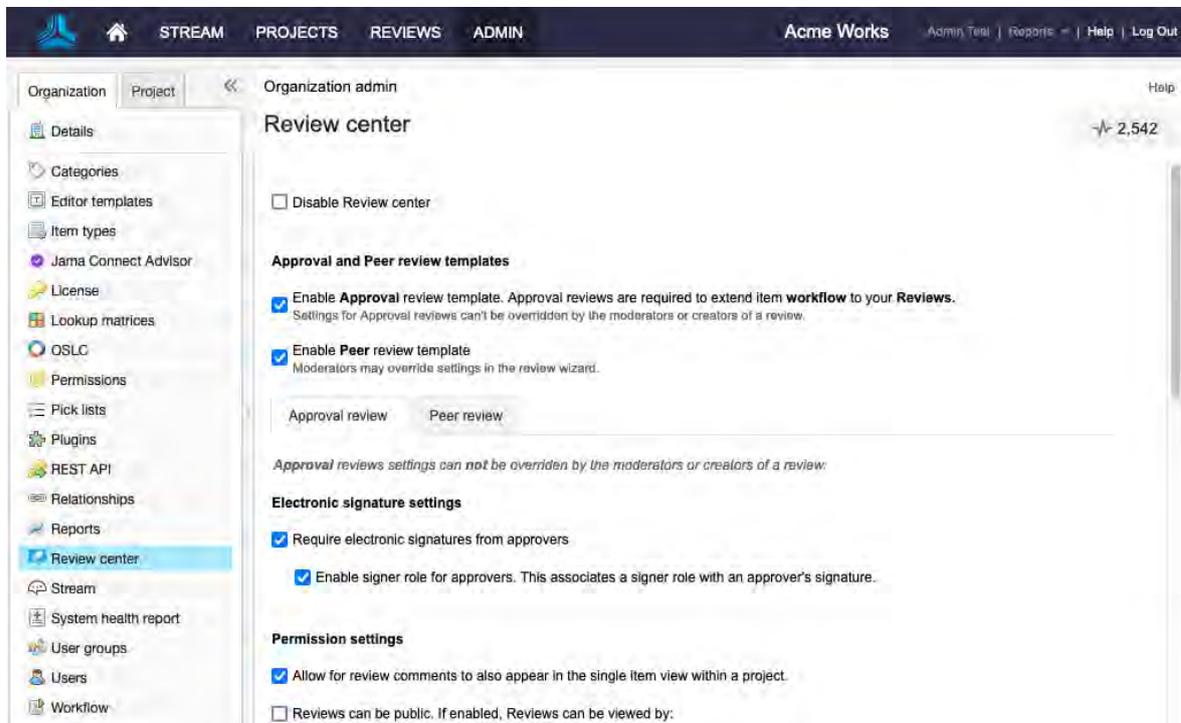 STREAM PROJECTS REVIEWS ADMIN Acme Works Admin Test | Reports | Help | Log Out
Organization Project
Organization admin Help
Review center 2,542
Details
Categories
Editor templates
Item types
Jama Connect Advisor
License
Lookup matrices
OSLC
Permissions
Pick lists
Plugins
REST API
Relationships
Reports
Review center
Stream
System health report
User groups
Users
Workflow
Disable Review center
Approval and Peer review templates
Enable Approval review template. Approval reviews are required to extend item workflow to your Reviews.
Settings for Approval reviews can't be overridden by the moderators or creators of a review.
Enable Peer review template
Moderators may override settings in the review wizard.
Approval review Peer review
Approval reviews settings can not be overriden by the moderators or creators of a review.
Electronic signature settings
Require electronic signatures from approvers
Enable signer role for approvers. This associates a signer role with an approver's signature.
Permission settings
Allow for review comments to also appear in the single item view within a project.
Reviews can be public. If enabled, Reviews can be viewed by: